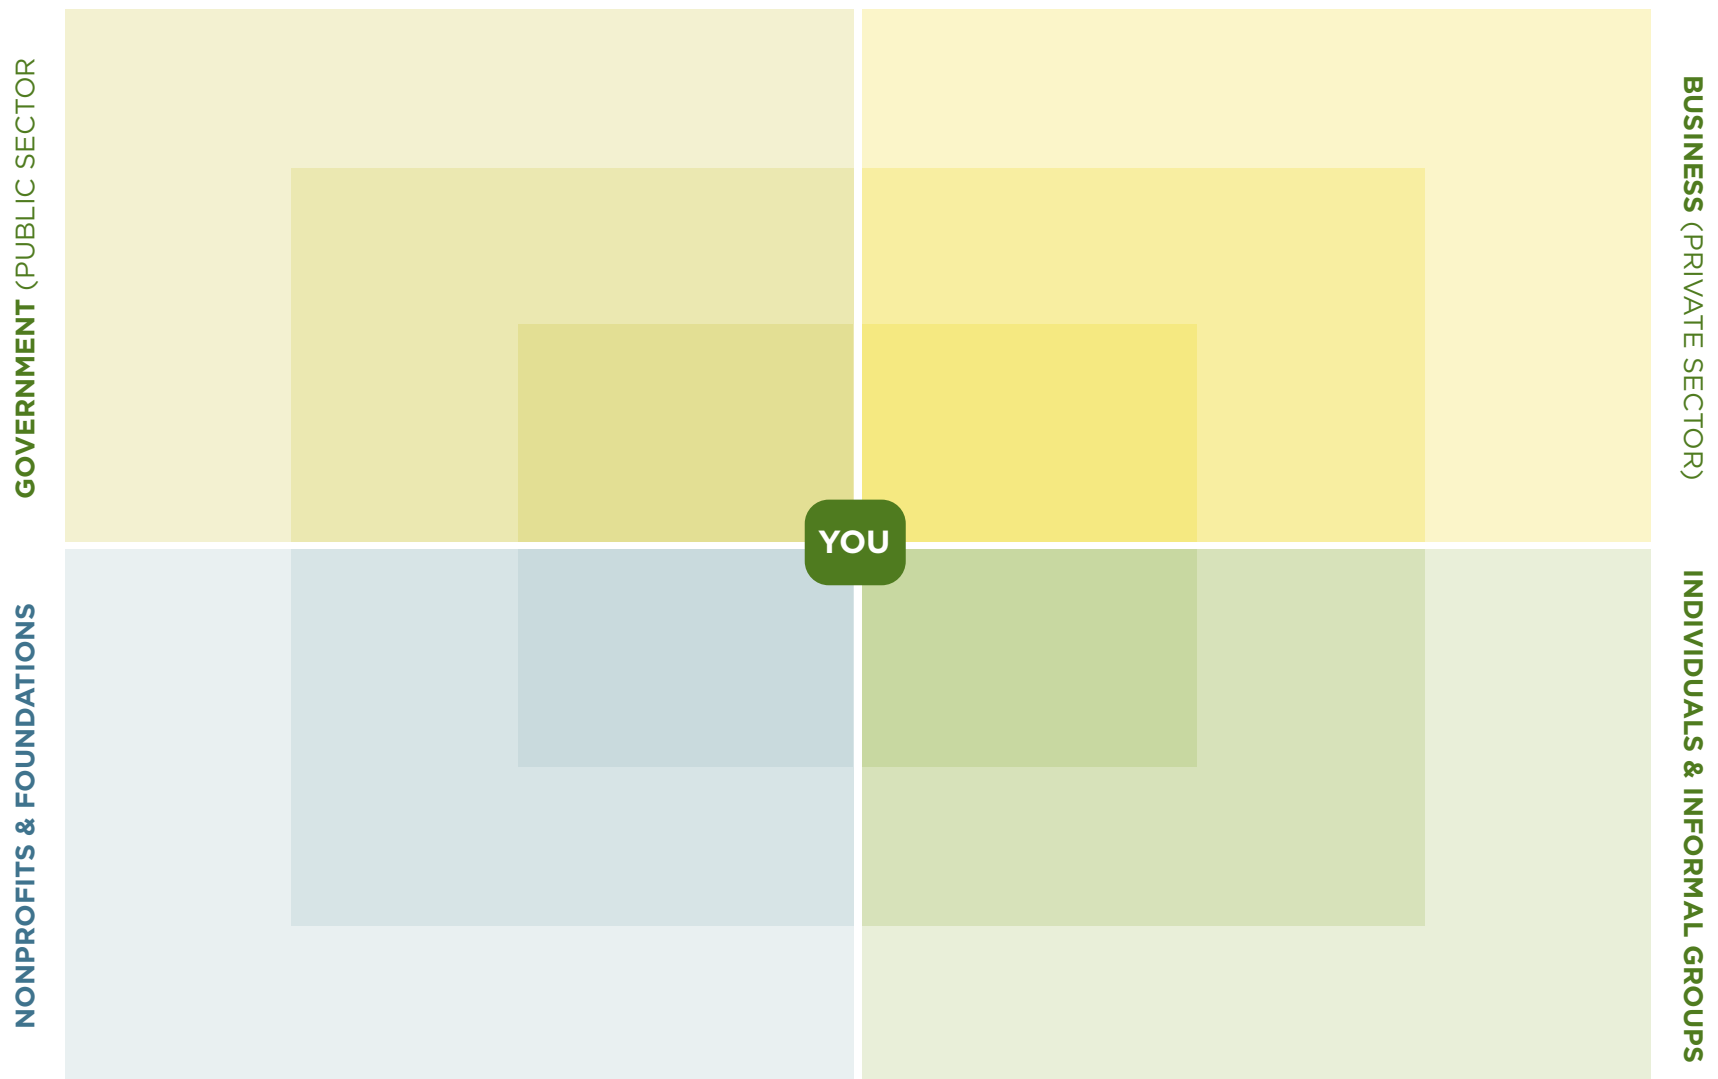 GOVERNMENT (PUBLIC SECTOR
BUSINESS (PRIVATE SECTOR)
YOU
NONPROFITS & FOUNDATIONS
INDIVIDUALS & INFORMAL GROUPS